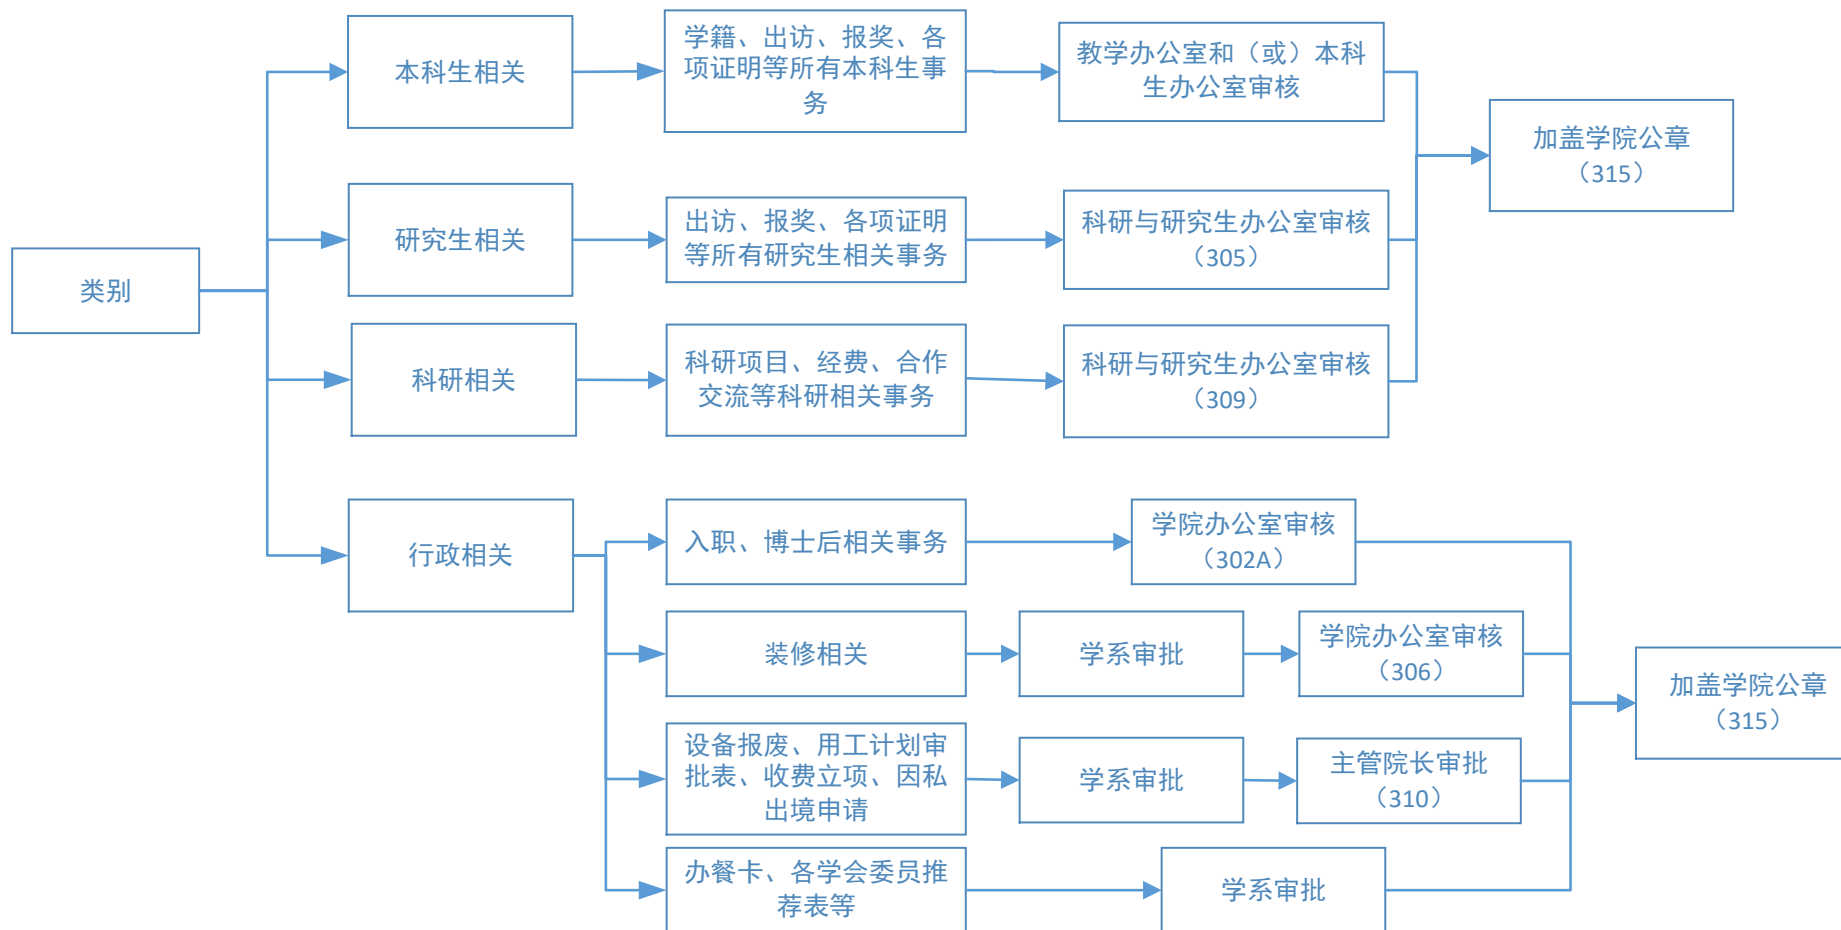 类别
本科生相关
学籍、出访、报奖、各
项证明等所有本科生事
务
教学办公室和（或）本科
生办公室审核
加盖学院公章
（315）
研究生相关
出访、报奖、各项证明
等所有研究生相关事务
科研与研究生办公室审核
（305）
科研相关
科研项目、经费、合作
交流等科研相关事务
科研与研究生办公室审核
（309）
行政相关
入职、博士后相关事务
学院办公室审核
（302A）
装修相关
学系审批
学院办公室审核
（306）
设备报废、用工计划审
批表、收费立项、因私
出境申请
学系审批
主管院长审批
（310）
办餐卡、各学会委员推
荐表等
学系审批
加盖学院公章
（315）